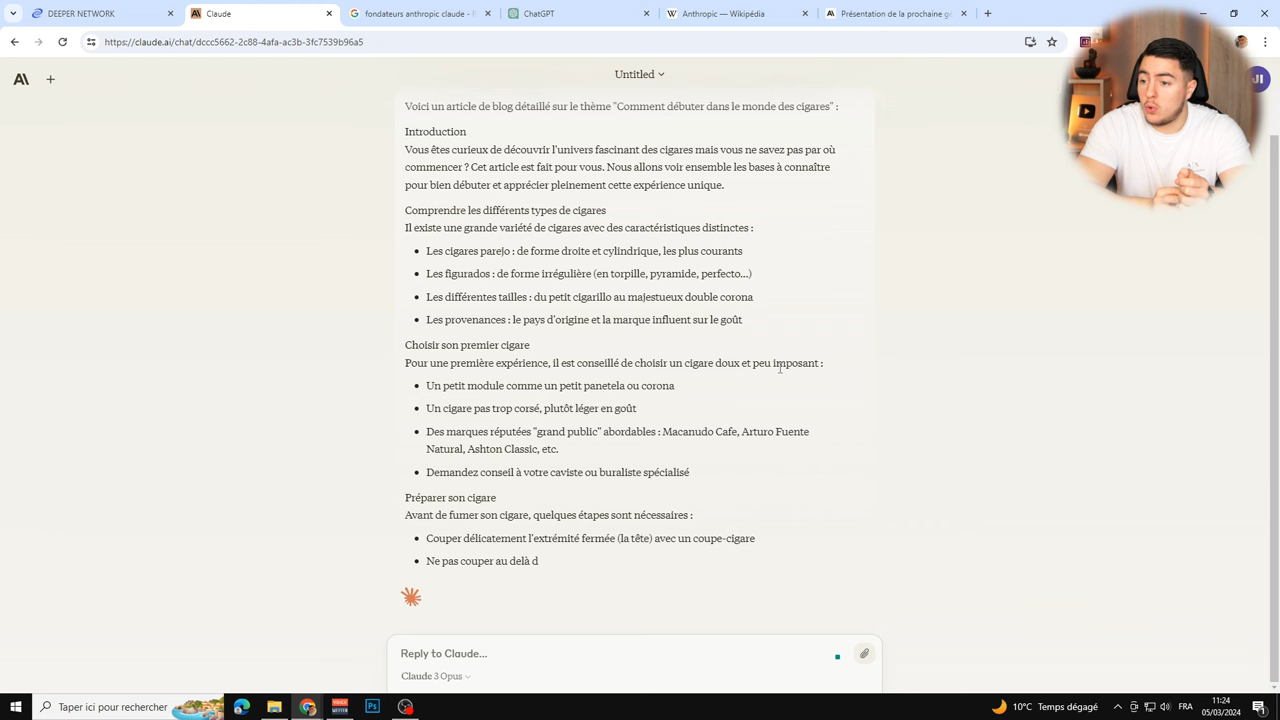 DEEPER NETWORK
Claude
fondateurs anthropic Claude -
ChatGPT
Anthropic — Wikipédia
Présentation de la prochaine g
https://claude.ai/chat/dccc5662-2c88-4afa-ac3b-3fc7539b96a5
Untitled
Voici un article de blog détaillé sur le thème "Comment débuter dans le monde des cigares" :
Introduction
Vous êtes curieux de découvrir l'univers fascinant des cigares mais vous ne savez pas par où
commencer ? Cet article est fait pour vous. Nous allons voir ensemble les bases à connaître
pour bien débuter et apprécier pleinement cette expérience unique.
Comprendre les différents types de cigares
Il existe une grande variété de cigares avec des caractéristiques distinctes :
• Les cigares parejo : de forme droite et cylindrique, les plus courants
• Les figurados : de forme irrégulière (en torpille, pyramide, perfecto...)
• Les différentes tailles : du petit cigarillo au majestueux double corona
• Les provenances : le pays d'origine et la marque influent sur le goût
Choisir son premier cigare
Pour une première expérience, il est conseillé de choisir un cigare doux et peu imposant :
• Un petit module comme un petit panetela ou corona
• Un cigare pas trop corsé, plutôt léger en goût
• Des marques réputées "grand public" abordables : Macanudo Cafe, Arturo Fuente
Natural, Ashton Classic, etc.
• Demandez conseil à votre caviste ou buraliste spécialisé
Préparer son cigare
Avant de fumer son cigare, quelques étapes sont nécessaires :
• Couper délicatement l'extrémité fermée (la tête) avec un coupe-cigare
• Ne pas couper au delà d
Reply to Claude...
Claude 3 Opus
Taper ici pour rechercher
10°C Temps dégagé
FRA
11:24
05/03/2024